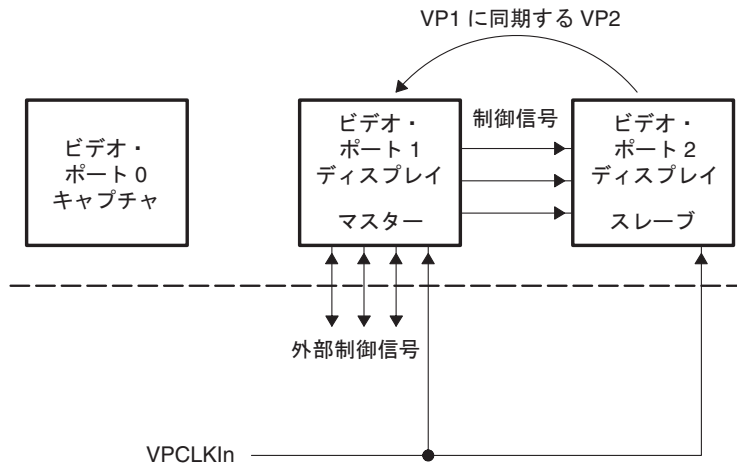 VP1 に同期する VP2
ビデオ・
ポート 0
キャプチャ
ビデオ・
ポート 1
ディスプレイ
マスター
制御信号
ビデオ・
ポート 2
ディスプレイ
スレーブ
外部制御信号
VPCLKIn